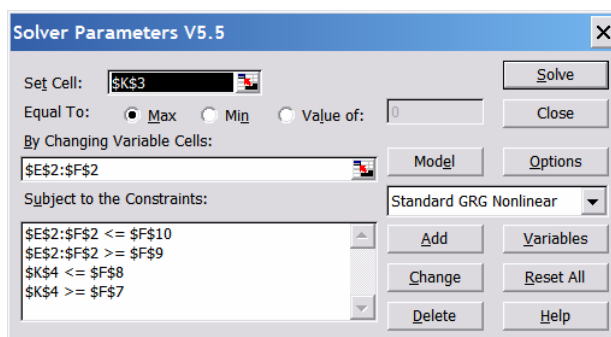 Solver Parameters V5.5
Set Cell: $K$3 Solve
Equal To: Max Min Value of: 0 Close
By Changing Variable Cells:
$E$2:$F$2 Model Options
Subject to the Constraints: Standard GRG Nonlinear
$E$2:$F$2 <= $F$10 Add Variables
$E$2:$F$2 >= $F$9
$K$4 <= $F$8 Change Reset All
$K$4 >= $F$7
Delete Help